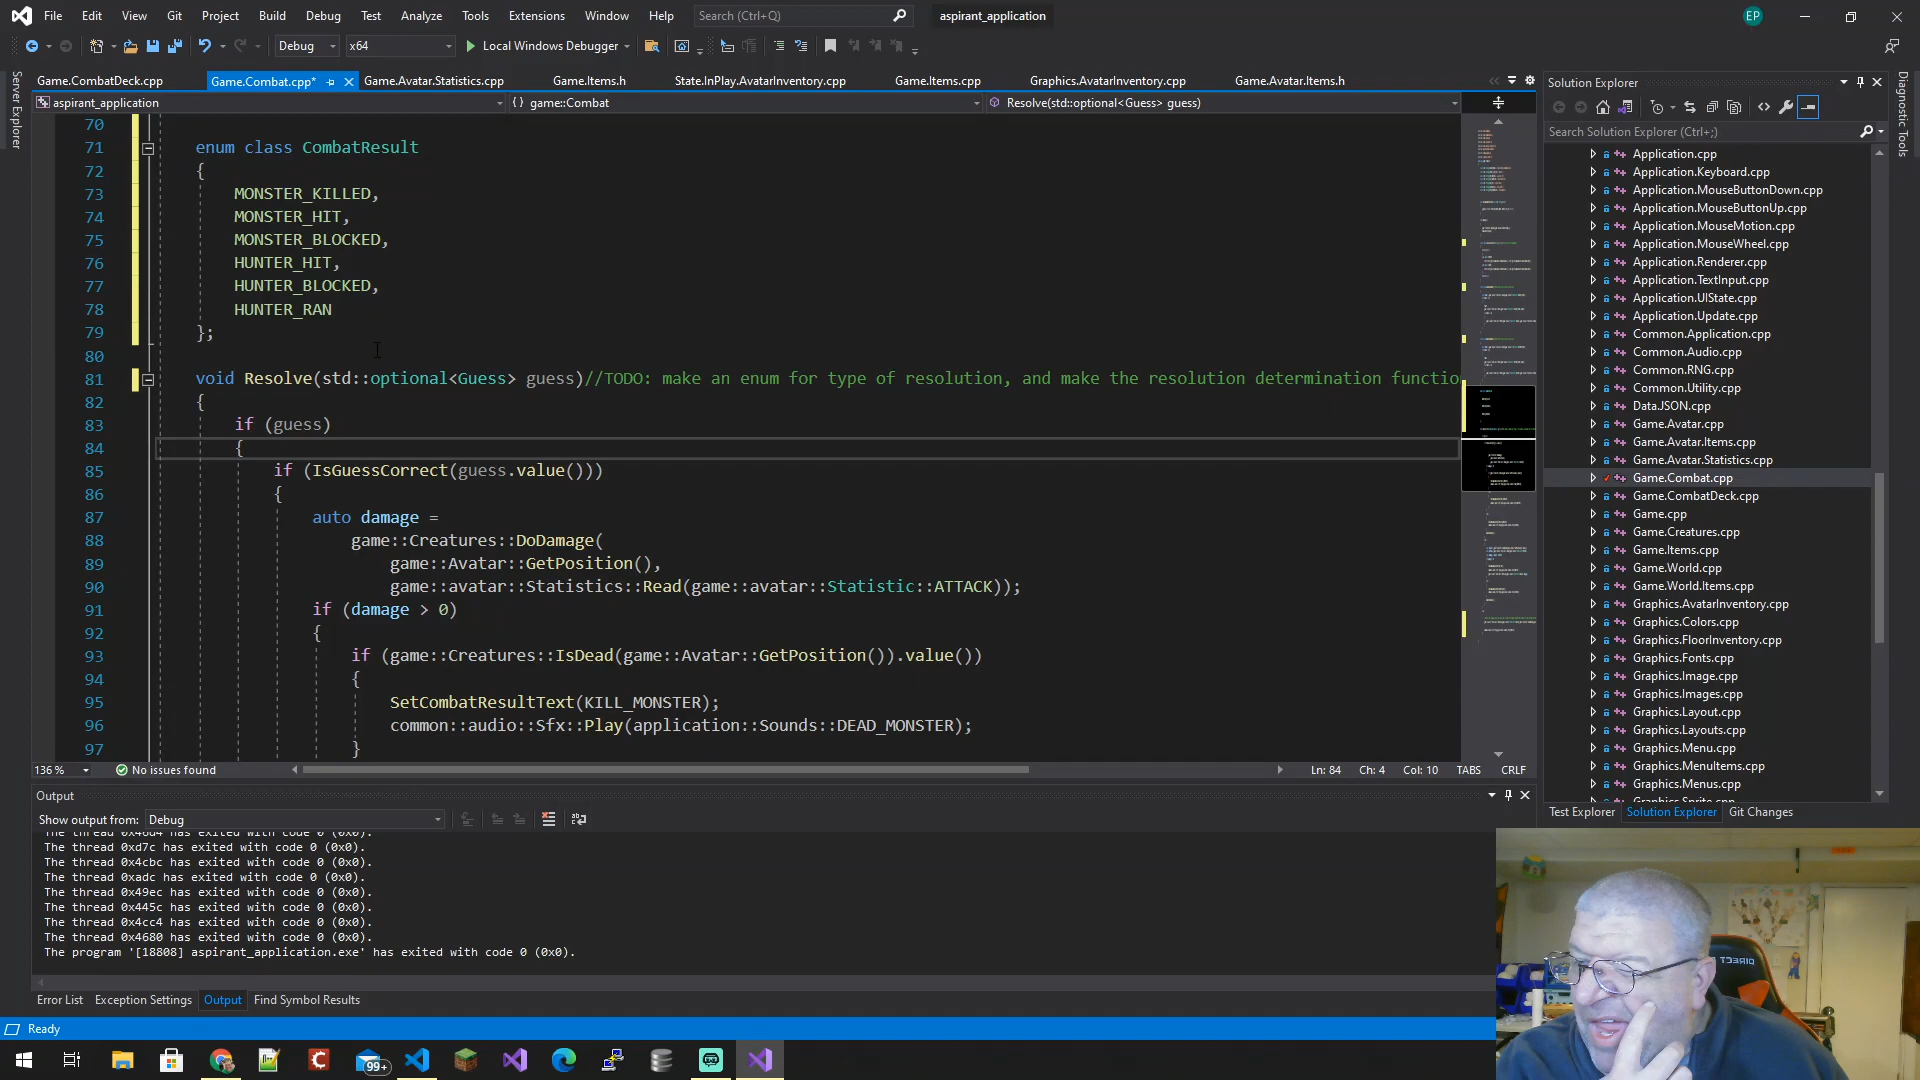 File Edit View Git Project Build Debug Test Analyze Tools Extensions Window Help Search (Ctrl+Q) aspirant_application EP
Debug x64 Local Windows Debugger
Game.CombatDeck.cpp Game.Combat.cpp* Game.Avatar.Statistics.cpp Game.Items.h State.InPlay.AvatarInventory.cpp Game.Items.cpp Graphics.AvatarInventory.cpp Game.Avatar.Items.h
aspirant_application {} game::Combat Resolve(std::optional<Guess> guess)
Server Explorer
70
71 enum class CombatResult
72 {
73 MONSTER_KILLED,
74 MONSTER_HIT,
75 MONSTER_BLOCKED,
76 HUNTER_HIT,
77 HUNTER_BLOCKED,
78 HUNTER_RAN
79 };
80
81 void Resolve(std::optional<Guess> guess)//TODO: make an enum for type of resolution, and make the resolution determination functio
82 {
83 if (guess)
84 {
85 if (IsGuessCorrect(guess.value()))
86 {
87 auto damage =
88 game::Creatures::DoDamage(
89 game::Avatar::GetPosition(),
90 game::avatar::Statistics::Read(game::avatar::Statistic::ATTACK));
91 if (damage > 0)
92 {
93 if (game::Creatures::IsDead(game::Avatar::GetPosition()).value())
94 {
95 SetCombatResultText(KILL_MONSTER);
96 common::audio::Sfx::Play(application::Sounds::DEAD_MONSTER);
97 }
136 % No issues found Ln: 84 Ch: 4 Col: 10 TABS CRLF
Output
Show output from: Debug
The thread 0x46d4 has exited with code 0 (0x0).
The thread 0xd7c has exited with code 0 (0x0).
The thread 0x4cbc has exited with code 0 (0x0).
The thread 0xadc has exited with code 0 (0x0).
The thread 0x49ec has exited with code 0 (0x0).
The thread 0x445c has exited with code 0 (0x0).
The thread 0x4cc4 has exited with code 0 (0x0).
The thread 0x4680 has exited with code 0 (0x0).
The program '[18808] aspirant_application.exe' has exited with code 0 (0x0).
Error List Exception Settings Output Find Symbol Results
Ready
Solution Explorer
Search Solution Explorer (Ctrl+;)
Application.cpp
Application.Keyboard.cpp
Application.MouseButtonDown.cpp
Application.MouseButtonUp.cpp
Application.MouseMotion.cpp
Application.MouseWheel.cpp
Application.Renderer.cpp
Application.TextInput.cpp
Application.UIState.cpp
Application.Update.cpp
Common.Application.cpp
Common.Audio.cpp
Common.RNG.cpp
Common.Utility.cpp
Data.JSON.cpp
Game.Avatar.cpp
Game.Avatar.Items.cpp
Game.Avatar.Statistics.cpp
Game.Combat.cpp
Game.CombatDeck.cpp
Game.cpp
Game.Creatures.cpp
Game.Items.cpp
Game.World.cpp
Game.World.Items.cpp
Graphics.AvatarInventory.cpp
Graphics.Colors.cpp
Graphics.FloorInventory.cpp
Graphics.Fonts.cpp
Graphics.Image.cpp
Graphics.Images.cpp
Graphics.Layout.cpp
Graphics.Layouts.cpp
Graphics.Menu.cpp
Graphics.MenuItems.cpp
Graphics.Menus.cpp
Graphics.Sprite.cpp
Test Explorer Solution Explorer Git Changes
Diagnostic Tools
99+